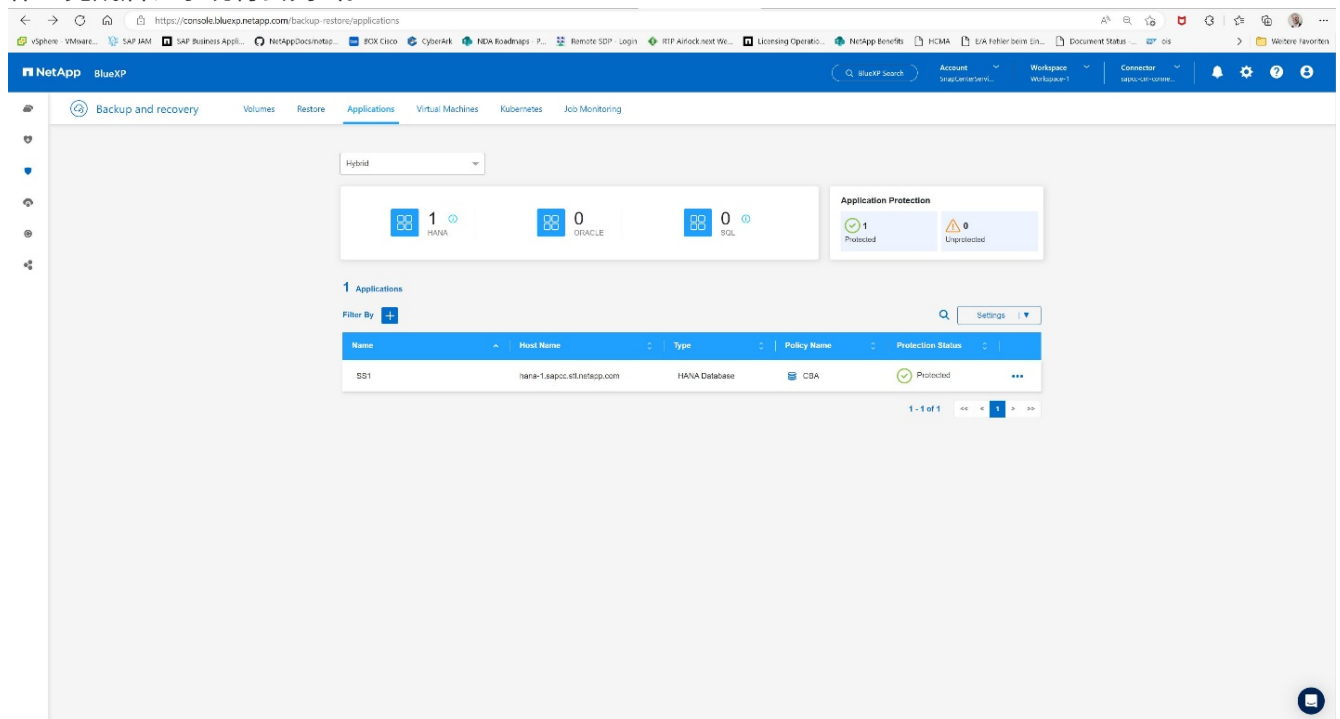 https://console.bluexp.netapp.com/backup-restore/applications
vSphere - VMware... SAP JAM SAP Business Appli... NetAppDocsmetap... BOX Cisco CyberArk NDA Roadmaps - P... Remote SDP - Login RTP Airlock.next We... Licensing Operatio... NetApp Benefits HCMA E/A Fehler beim Ein... Document Status -... ois Weitere Favoriten
NetApp BlueXP BlueXP Search Account SnapCenterServi... Workspace Workspace-1 Connector
Backup and recovery Volumes Restore Applications Virtual Machines Kubernetes Job Monitoring
Hybrid
1 HANA 0 ORACLE 0 SQL
Application Protection
1 Protected 0 Unprotected
1 Applications
Filter By Settings
Name Host Name Type Policy Name Protection Status
SS1 hana-1.sapcc.stl.netapp.com HANA Database CBA Protected
1 - 1 of 1 << < 1 > >>